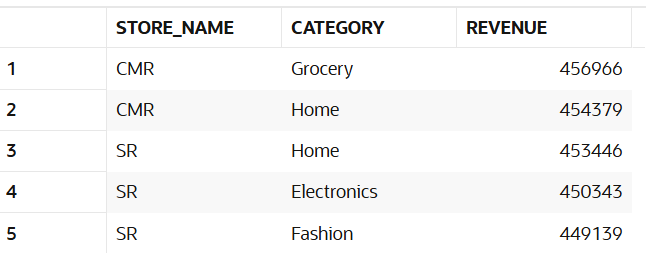 STORE_NAME CATEGORY REVENUE
1 CMR Grocery 456966
2 CMR Home 454379
3 SR Home 453446
4 SR Electronics 450343
5 SR Fashion 449139